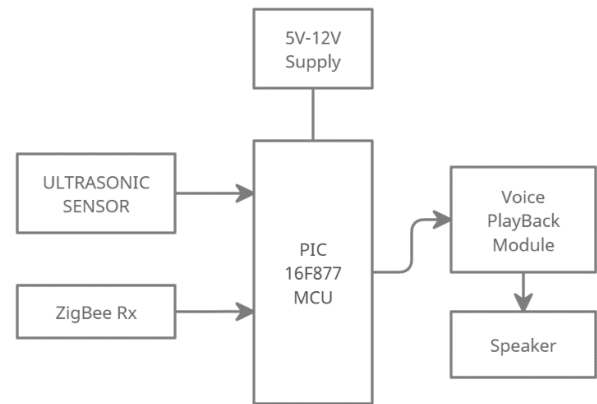 5V-12V
Supply
ULTRASONIC
SENSOR
ZigBee Rx
PIC
16F877
MCU
Voice
PlayBack
Module
Speaker